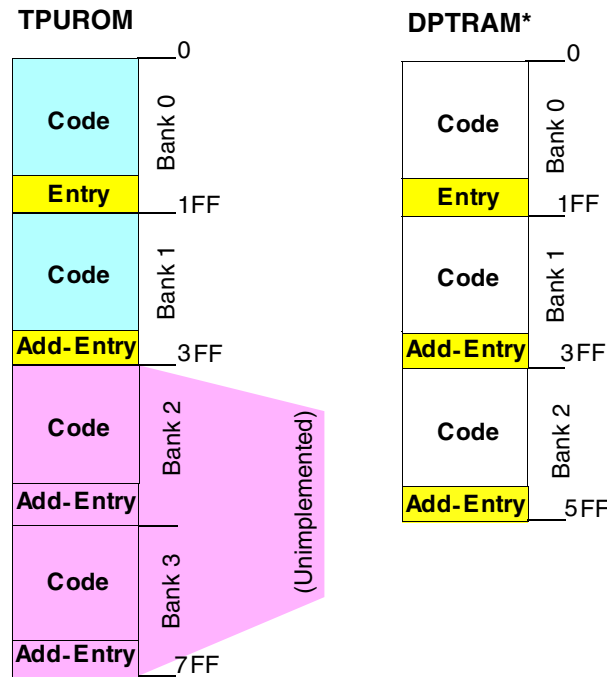 TPUROM
0
Code
Bank 0
Entry
1FF
Code
Bank 1
Add-Entry
3FF
Code
Bank 2
Add-Entry
(Unimplemented)
Code
Bank 3
Add-Entry
7FF
DPTRAM*
0
Code
Bank 0
Entry
1FF
Code
Bank 1
Add-Entry
3FF
Code
Bank 2
Add-Entry
5FF